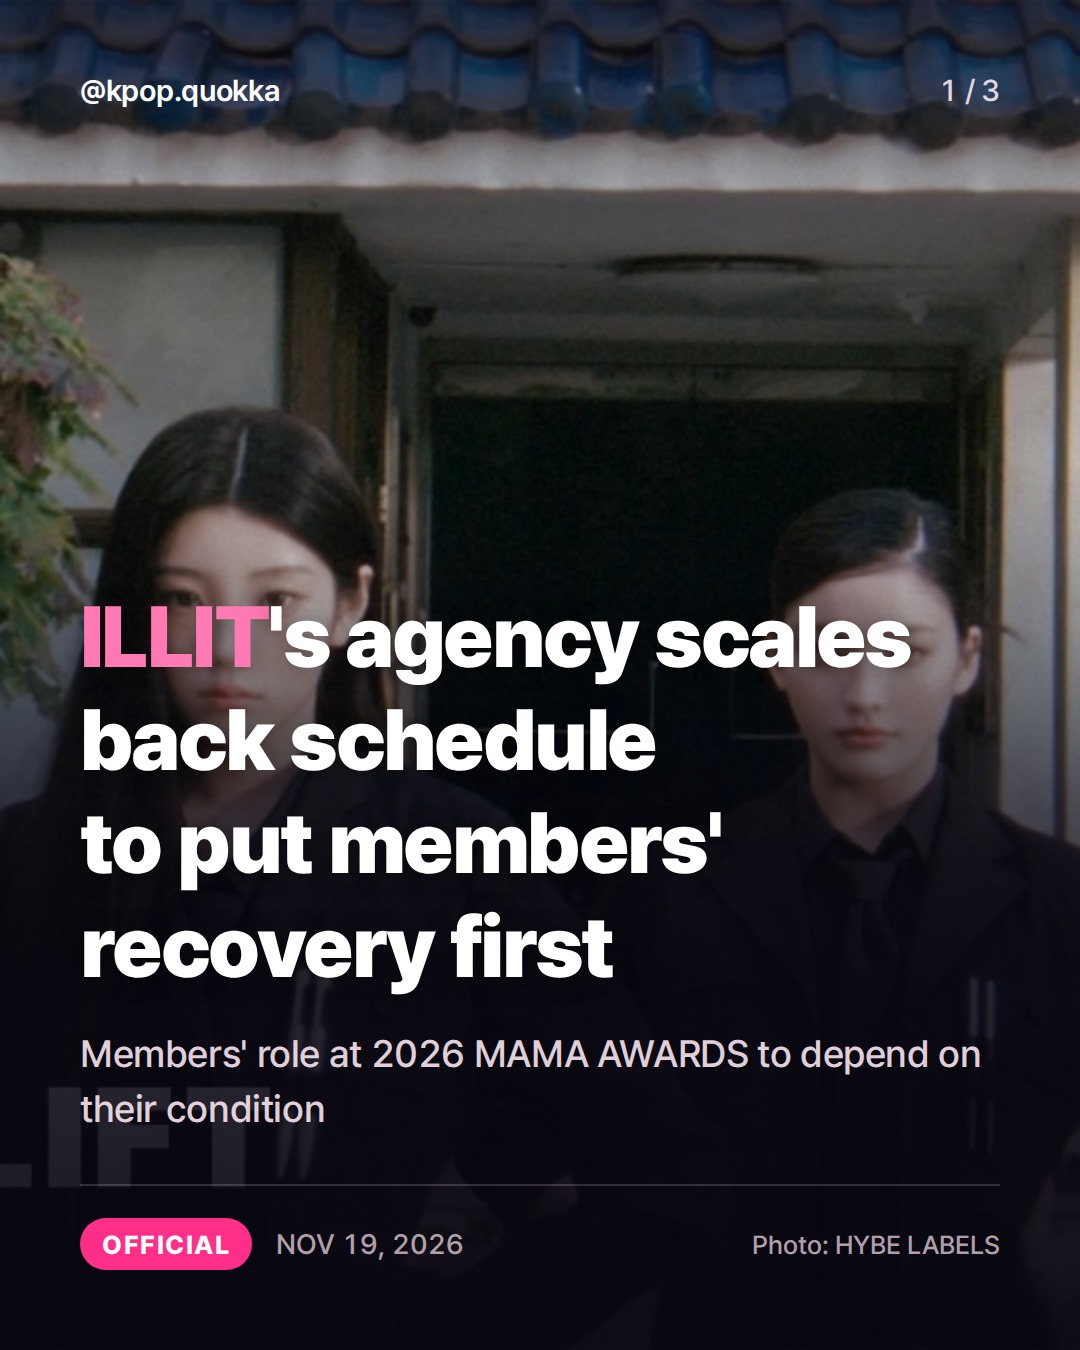 @kpop.quokka
1 / 3
ILLIT's agency scales
back schedule
to put members'
recovery first
Members' role at 2026 MAMA AWARDS to depend on
their condition
LIFT
OFFICIAL
NOV 19, 2026
Photo: HYBE LABELS